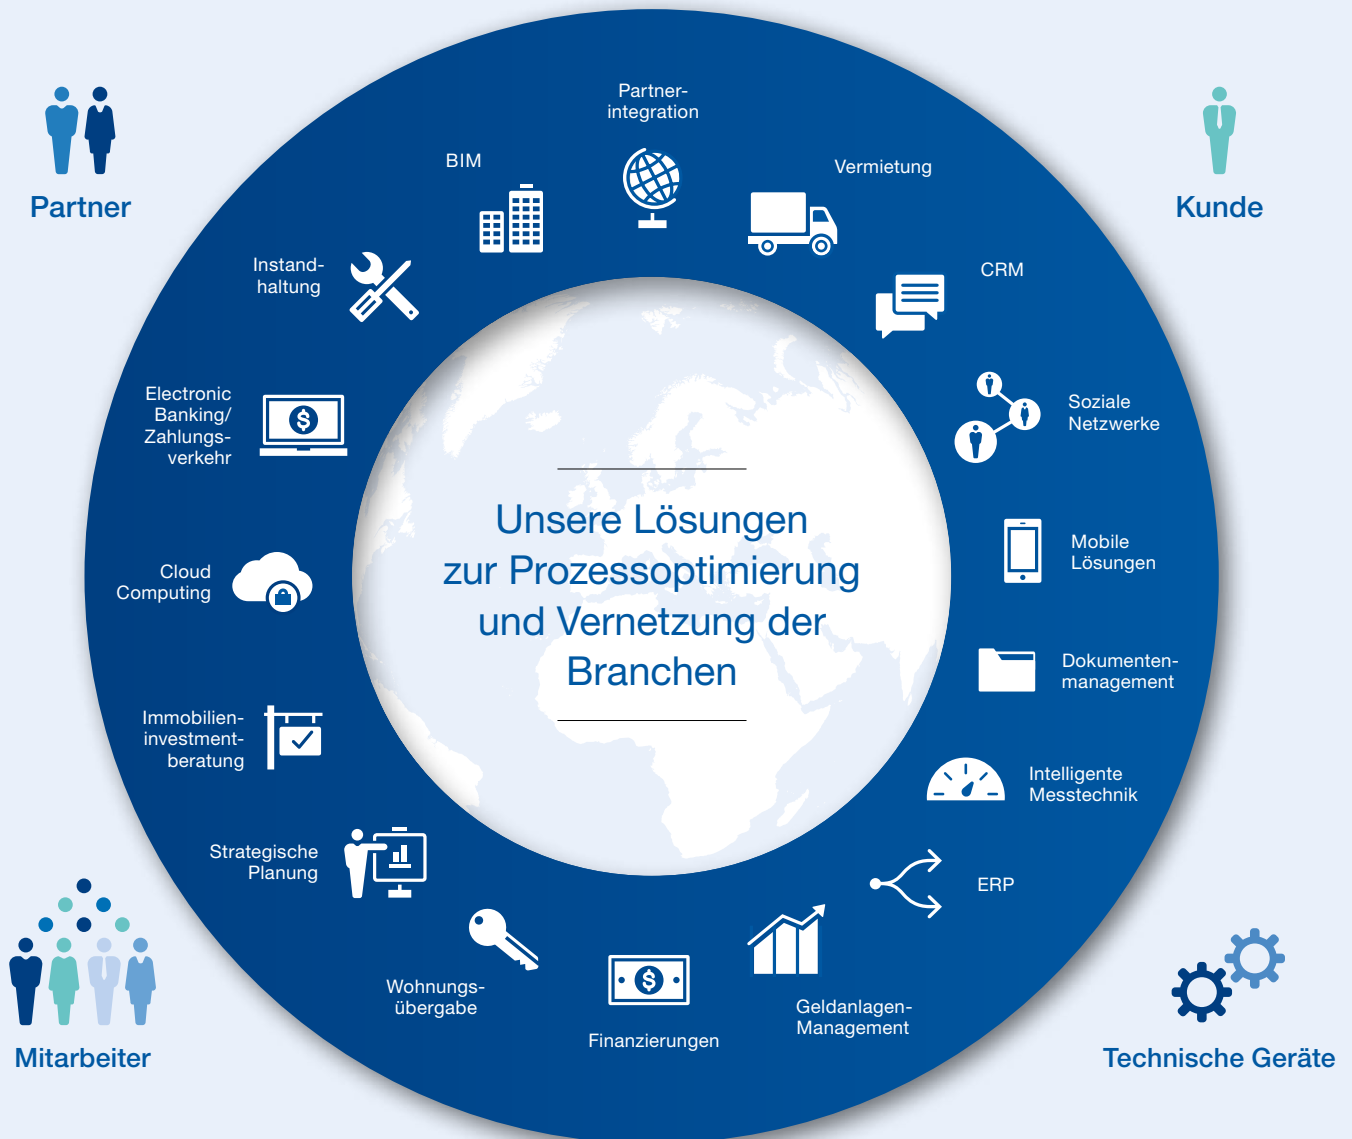 Partner-
integration
BIM
Vermietung
Partner
Kunde
Instand-
haltung
CRM
Electronic
Banking/
Zahlungs-
verkehr
Soziale
Netzwerke
Unsere Lösungen
zur Prozessoptimierung
und Vernetzung der
Branchen
Cloud
Computing
Mobile
Lösungen
Dokumenten-
management
Immobilien-
investment-
beratung
Intelligente
Messtechnik
Strategische
Planung
ERP
Wohnungs-
übergabe
Finanzierungen
Geldanlagen-
Management
Mitarbeiter
Technische Geräte